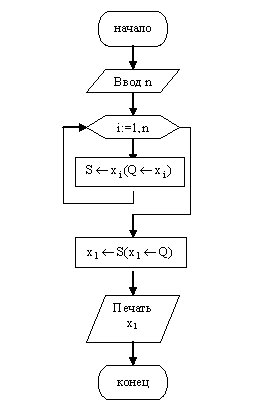 начало
Ввод n
i:=1,n
S←xᵢ(Q←xᵢ)
x₁←S(x₁←Q)
Печать
x₁
конец